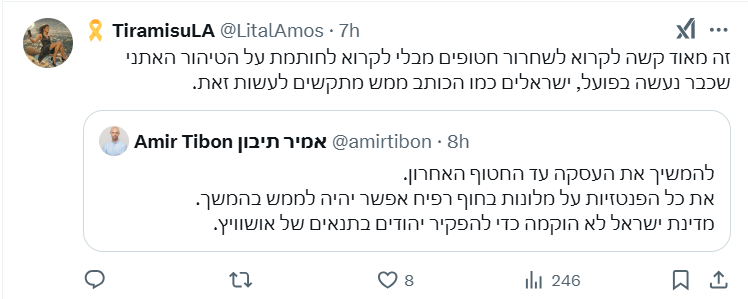 TiramisuLA 🎗️ @LitalAmos · 7h
זה מאוד קשה לקרוא לשחרור חטופים מבלי לקרוא לחותמת על הטיהור האתני
שכבר נעשה בפועל, ישראלים כמו הכותב ממש מתקשים לעשות זאת.
Amir Tibon אמיר תיבון @amirtibon · 8h
להמשיך את העסקה עד החטוף האחרון.
את כל הפנטזיות על מלונות בחוף רפיח אפשר יהיה לממש בהמשך.
מדינת ישראל לא הוקמה כדי להפקיר יהודים בתנאים של אושוויץ.
8 246